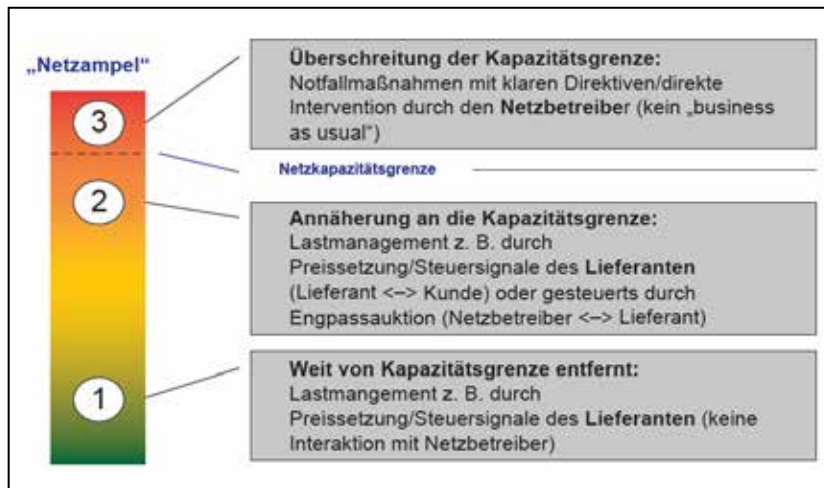 „Netzampel“
3
Überschreitung der Kapazitätsgrenze:
Notfallmaßnahmen mit klaren Direktiven/direkte
Intervention durch den Netzbetreiber (kein „business
as usual“)
Netzkapazitätsgrenze
2
Annäherung an die Kapazitätsgrenze:
Lastmanagement z. B. durch
Preissetzung/Steuersignale des Lieferanten
(Lieferant <–> Kunde) oder gesteuerts durch
Engpassauktion (Netzbetreiber <–> Lieferant)
1
Weit von Kapazitätsgrenze entfernt:
Lastmangement z. B. durch
Preissetzung/Steuersignale des Lieferanten (keine
Interaktion mit Netzbetreiber)